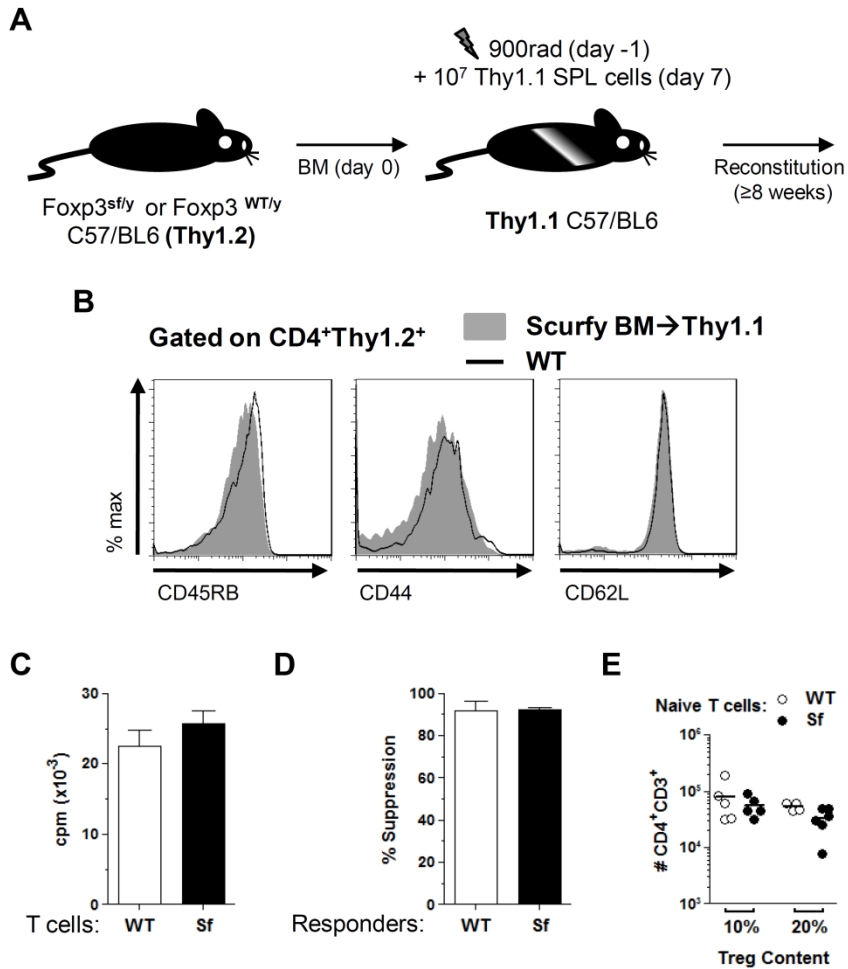 A
900rad (day -1)
+ 10⁷ Thy1.1 SPL cells (day 7)
BM (day 0)
Reconstitution
(≥8 weeks)
Foxp3ˢᶠ/ʸ or Foxp3 ᵂᵀ/ʸ
C57/BL6 (Thy1.2)
Thy1.1 C57/BL6
B
Gated on CD4⁺Thy1.2⁺
Scurfy BM→Thy1.1
WT
% max
CD45RB
CD44
CD62L
C
cpm (x10⁻³)
30
20
10
0
T cells: WT Sf
D
% Suppression
100
80
60
40
20
0
Responders: WT Sf
E
Naive T cells: WT
Sf
# CD4⁺CD3⁺
10⁶
10⁵
10⁴
10³
10% 20%
Treg Content